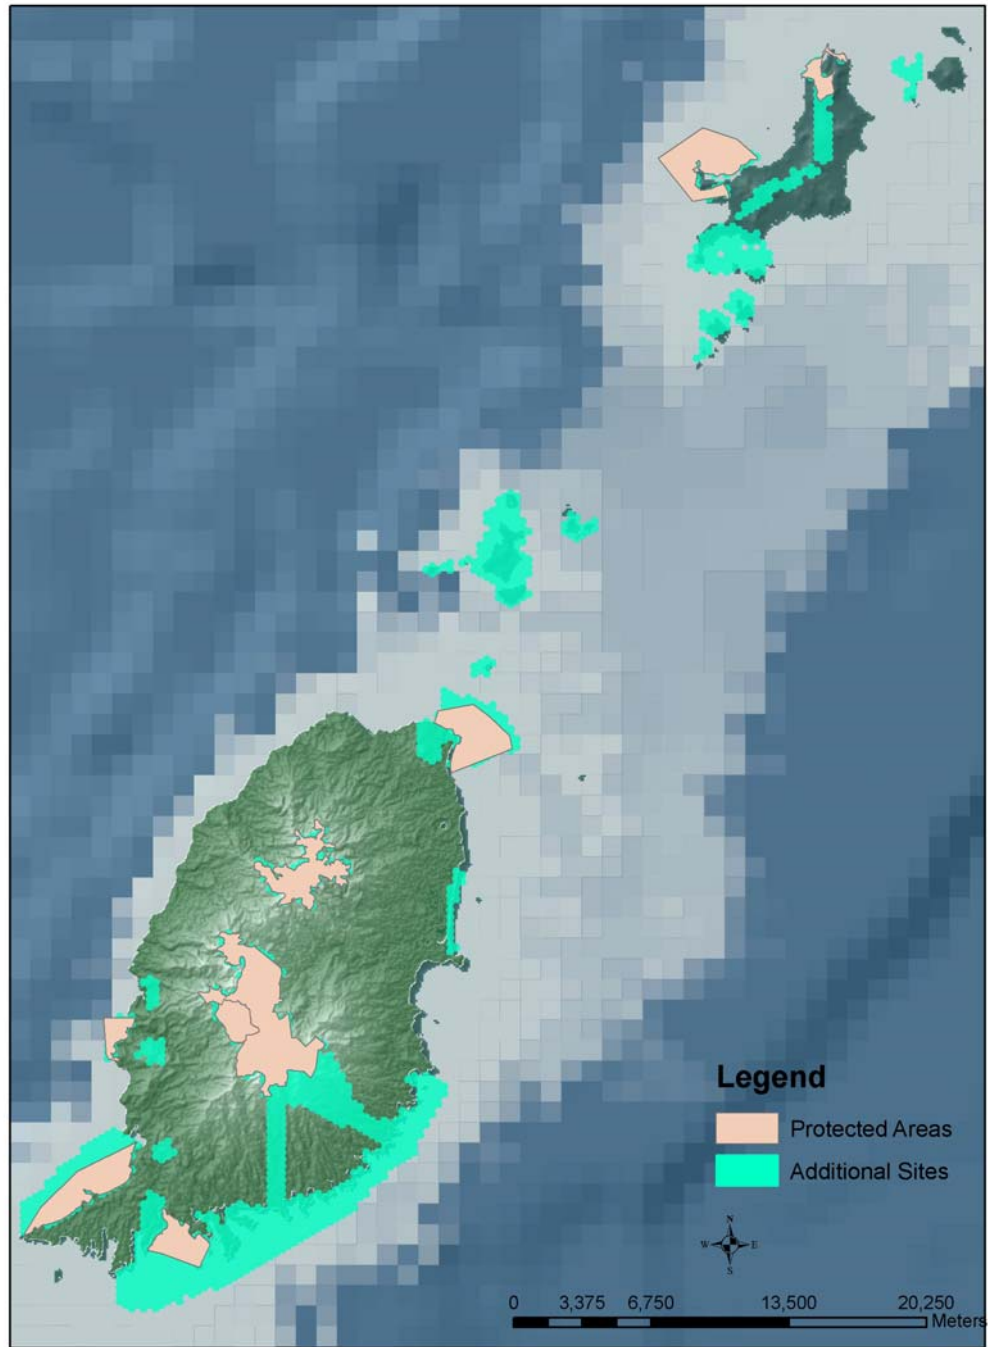 Legend
Protected Areas
Additional Sites
N
W E
S
0 3,375 6,750 13,500 20,250
Meters